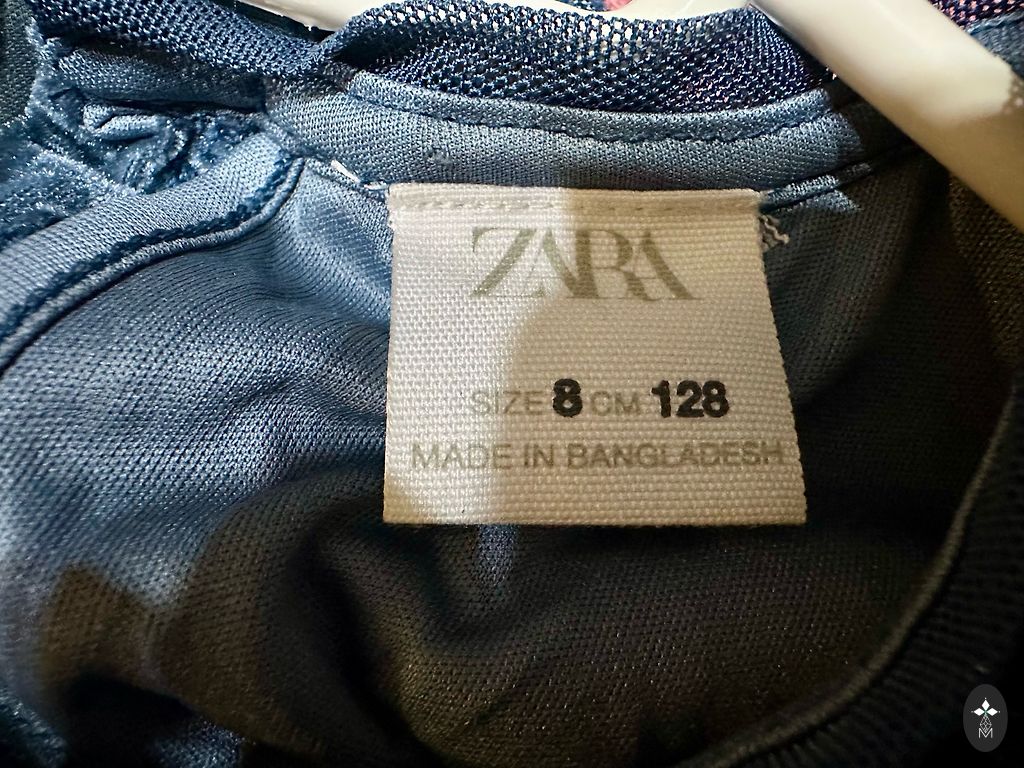 ZARA
SIZE 8 CM 128
MADE IN BANGLADESH
M